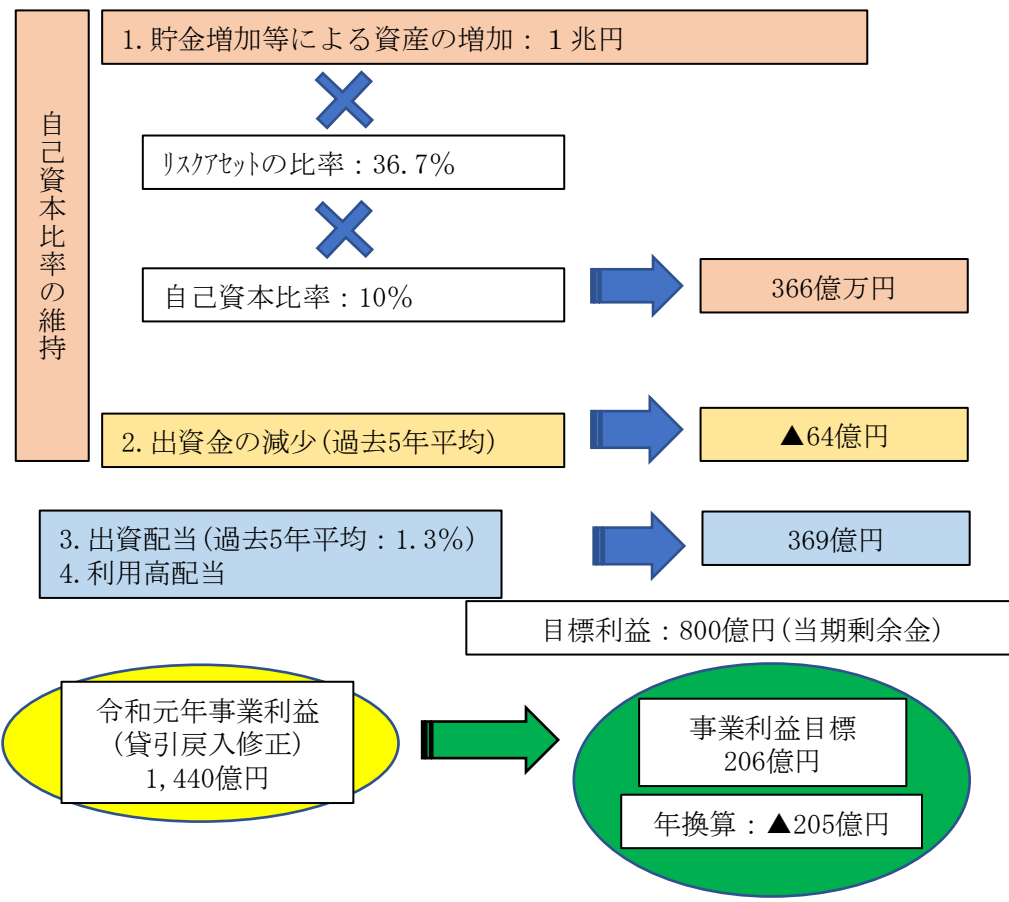 自己資本比率の維持
1.貯金増加等による資産の増加：１兆円
ﾘｽｸｱｾｯﾄの比率：36.7％
自己資本比率：10％
366億万円
2.出資金の減少(過去5年平均)
▲64億円
3.出資配当(過去5年平均：1.3％)
4.利用高配当
369億円
目標利益：800億円(当期剰余金)
令和元年事業利益
(貸引戻入修正)
1,440億円
事業利益目標
206億円
年換算：▲205億円